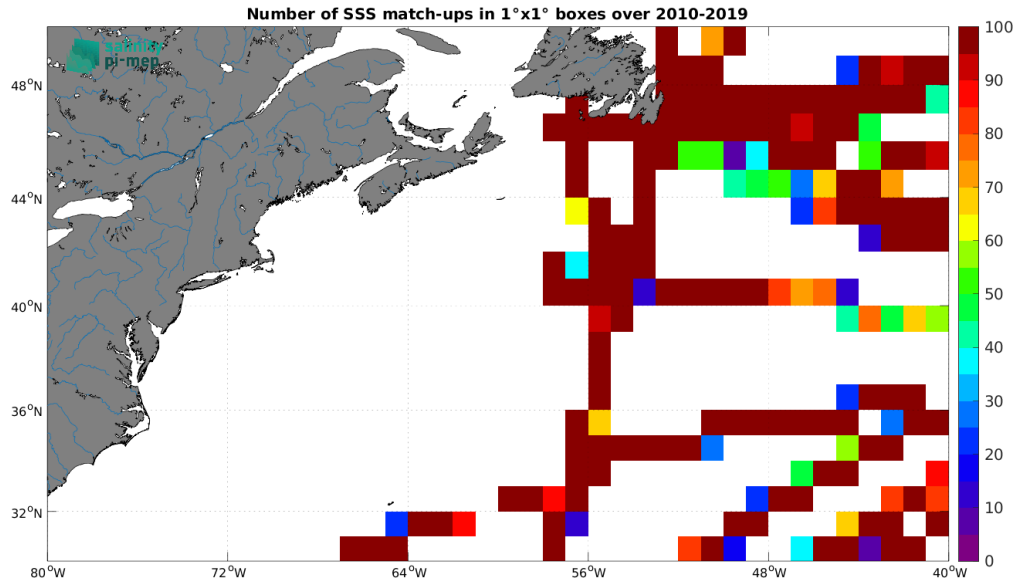 Number of SSS match-ups in 1°x1° boxes over 2010-2019
salinity
pi-mep
48°N
44°N
40°N
36°N
32°N
80°W
72°W
64°W
56°W
48°W
40°W
100
90
80
70
60
50
40
30
20
10
0